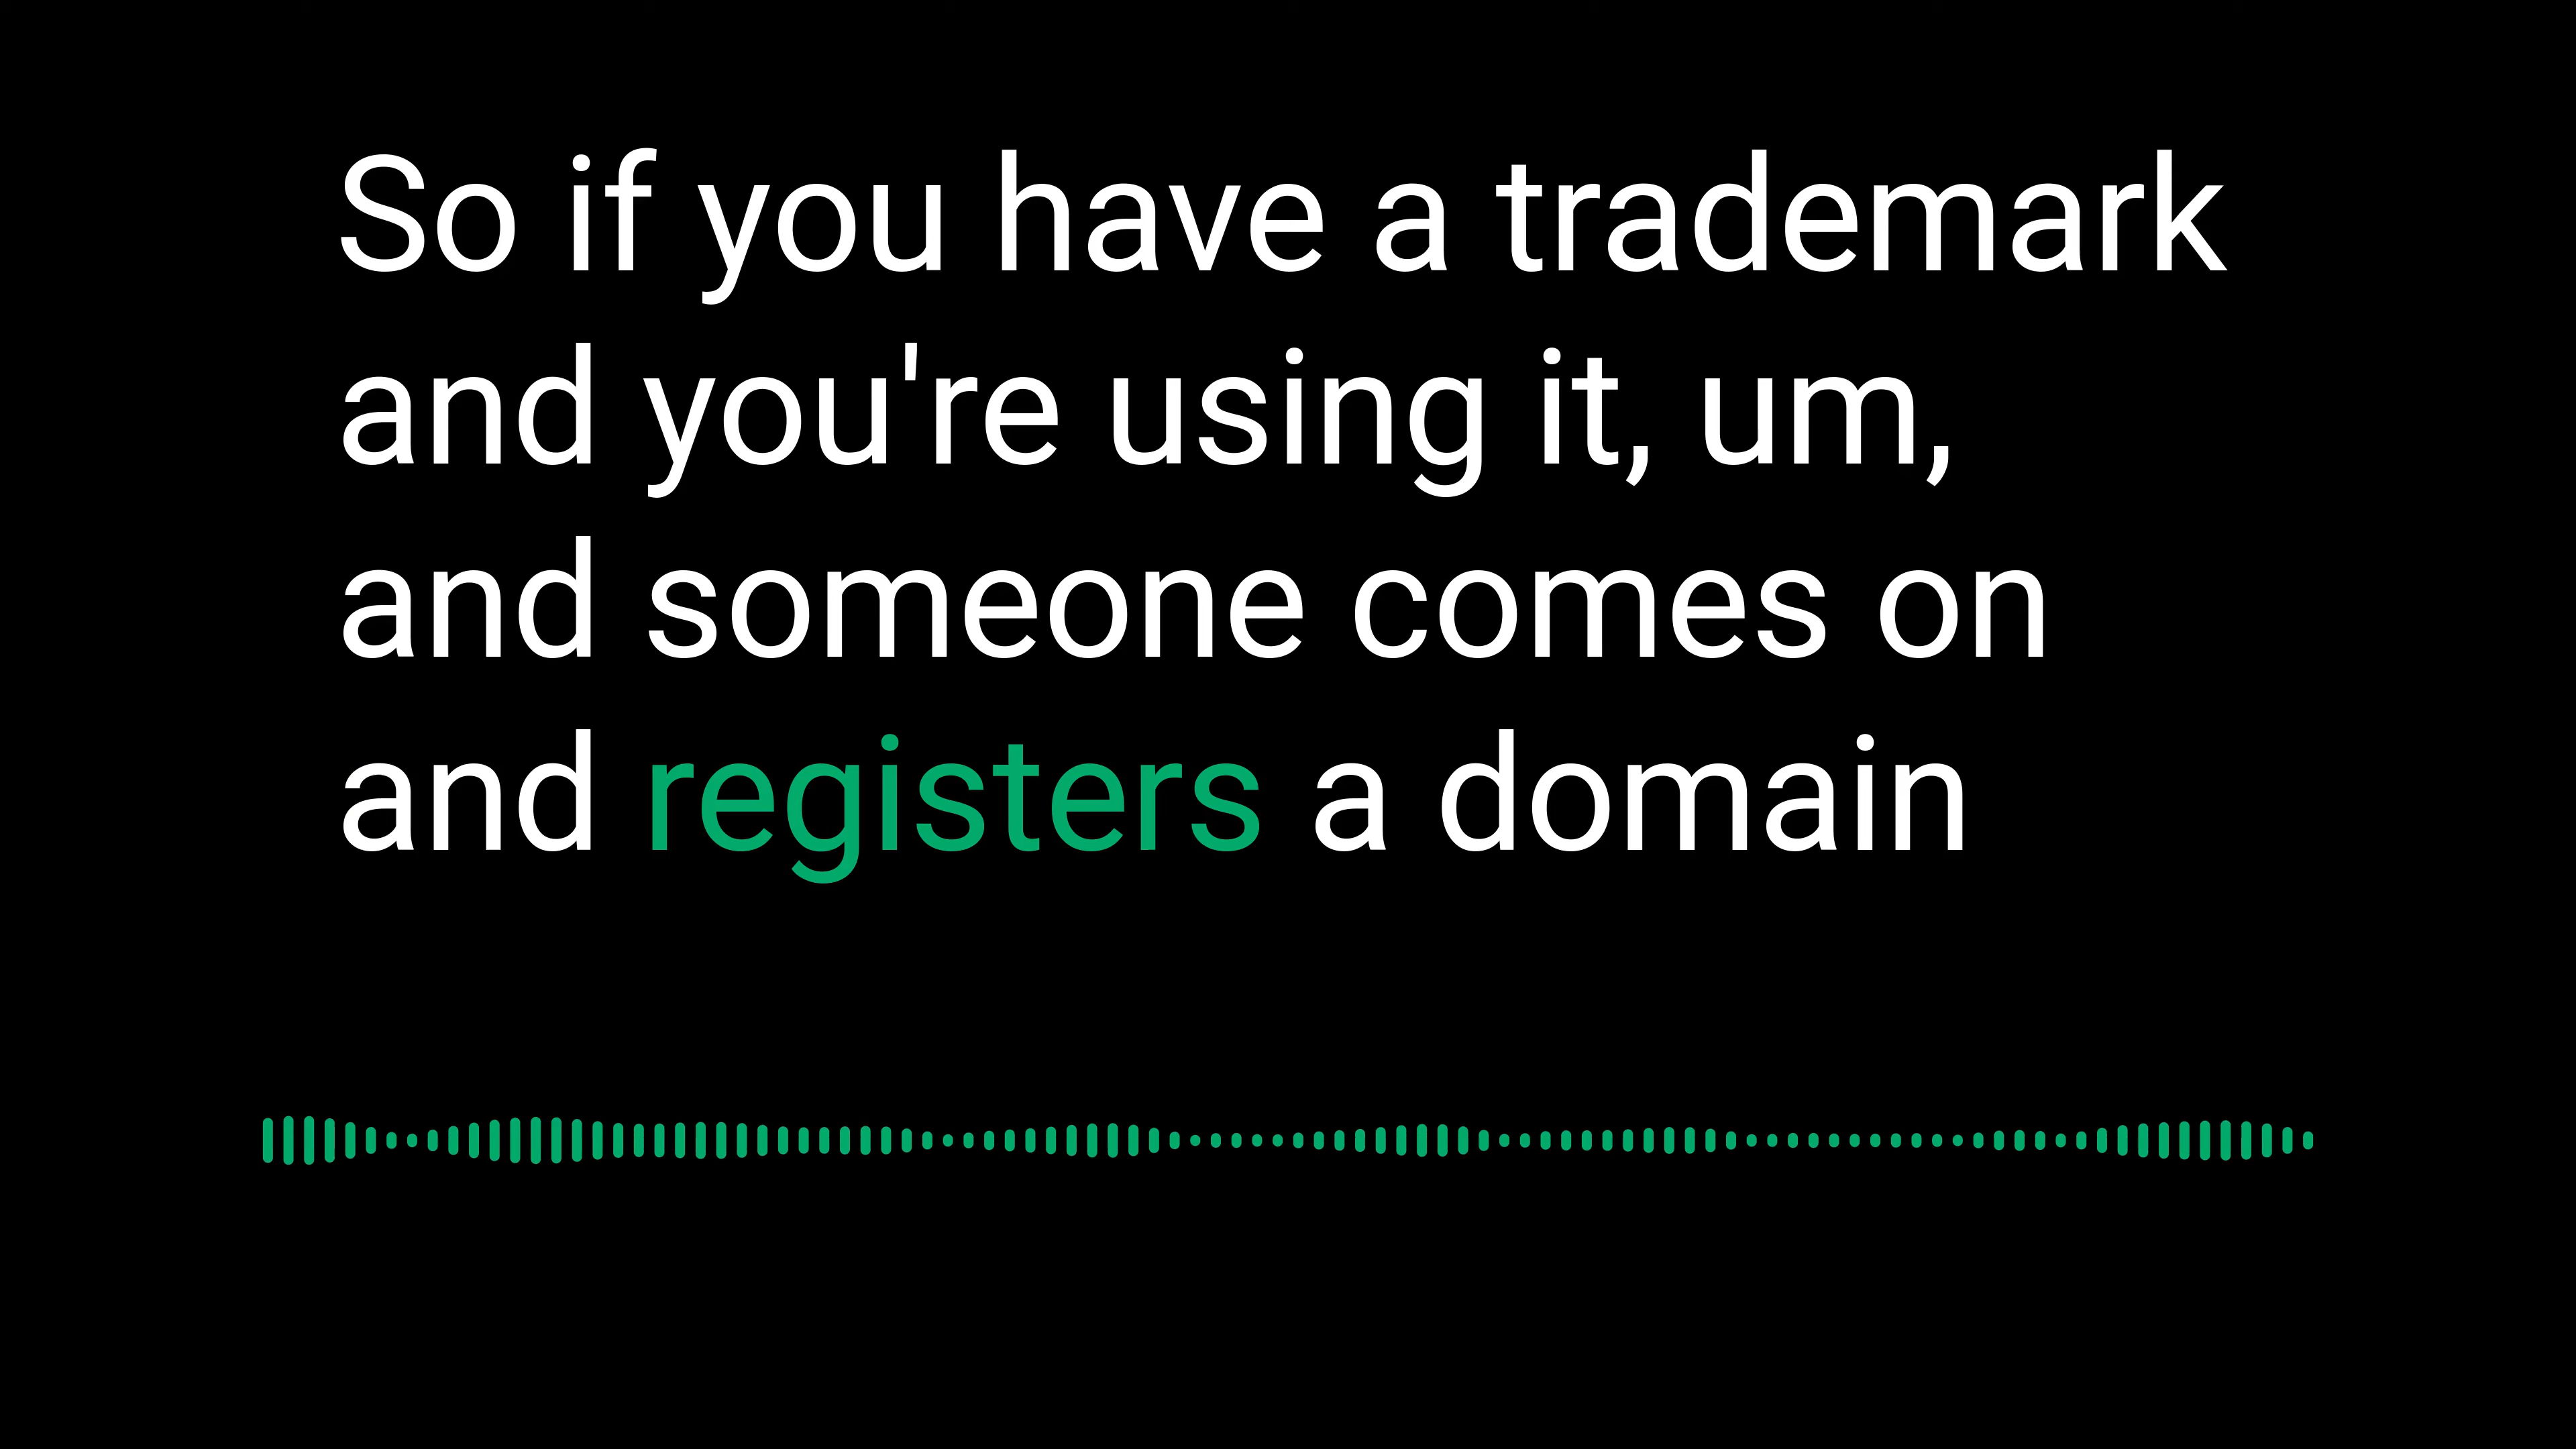 So if you have a trademark
and you're using it, um,
and someone comes on
and registers a domain